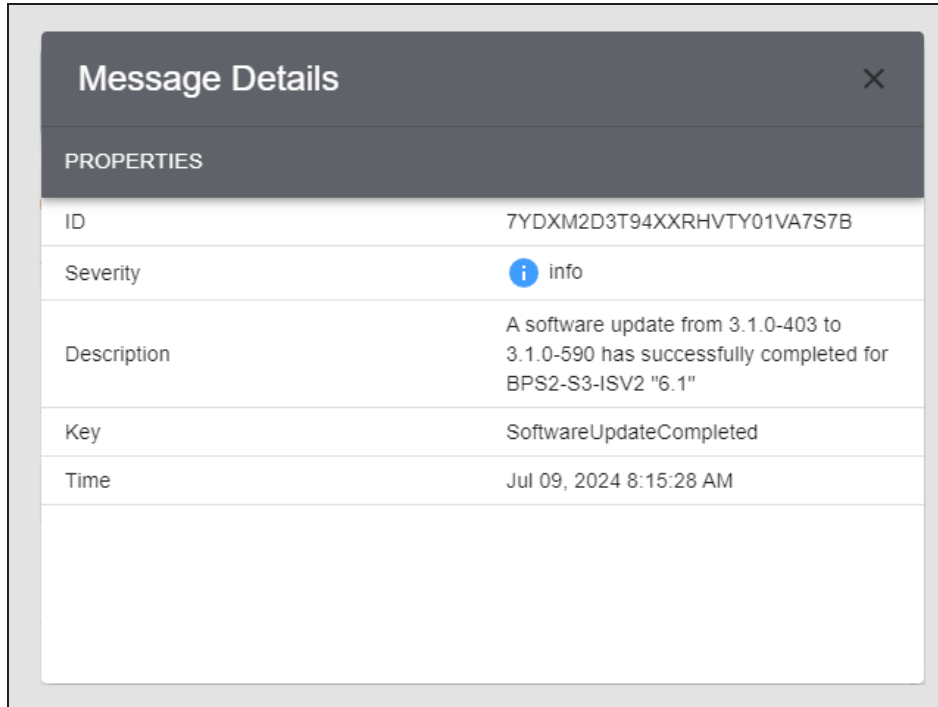 Message Details
PROPERTIES
ID 7YDXM2D3T94XXRHVTY01VA7S7B
Severity info
Description A software update from 3.1.0-403 to
3.1.0-590 has successfully completed for
BPS2-S3-ISV2 "6.1"
Key SoftwareUpdateCompleted
Time Jul 09, 2024 8:15:28 AM